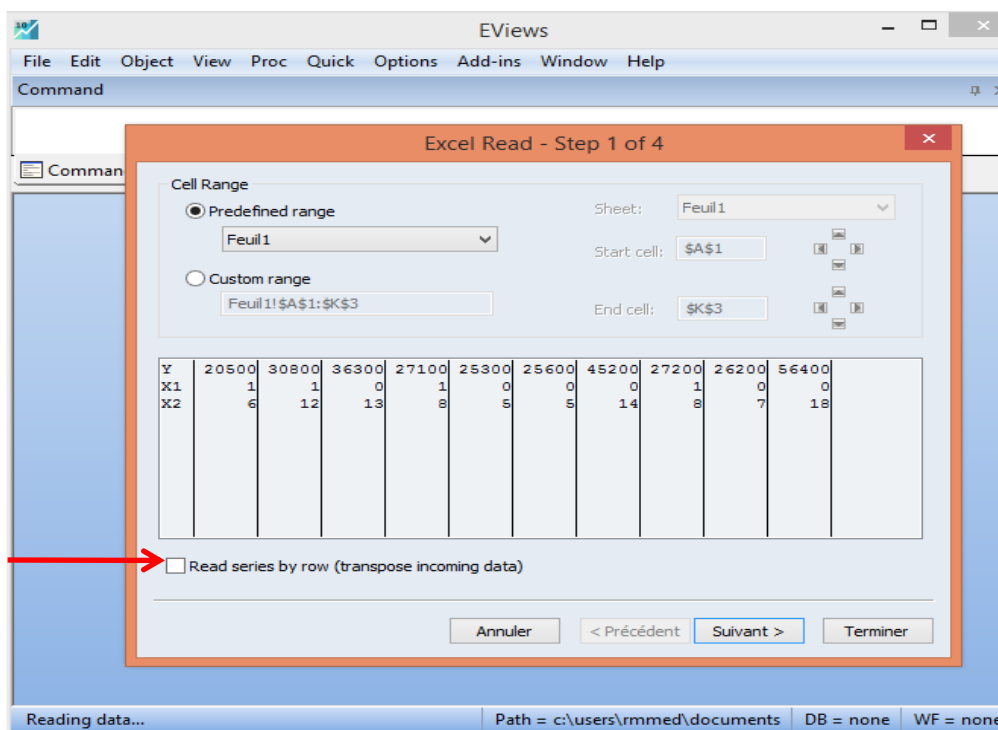 EViews
File Edit Object View Proc Quick Options Add-ins Window Help
Command
Comman
Excel Read - Step 1 of 4
Cell Range
Predefined range
Feuil1
Custom range
Feuil1!$A$1:$K$3
Sheet: Feuil1
Start cell: $A$1
End cell: $K$3
Y 20500 30800 36300 27100 25300 25600 45200 27200 26200 56400
X1 1 1 0 1 0 0 0 1 0 0
X2 6 12 13 8 5 5 14 8 7 18
Read series by row (transpose incoming data)
Annuler < Précédent Suivant > Terminer
Reading data... Path = c:\users\rmmed\documents DB = none WF = none